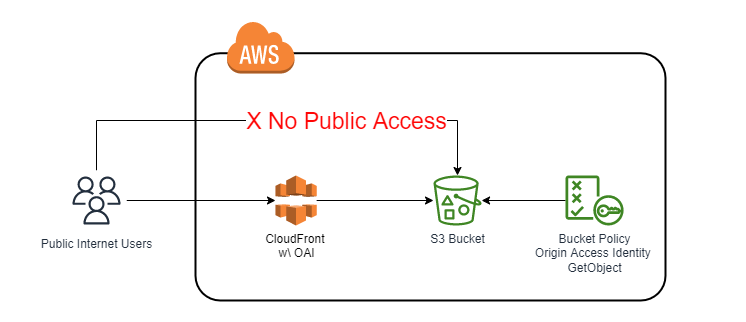 AWS
X No Public Access
Public Internet Users
CloudFront
w\ OAI
S3 Bucket
Bucket Policy
Origin Access Identity
GetObject